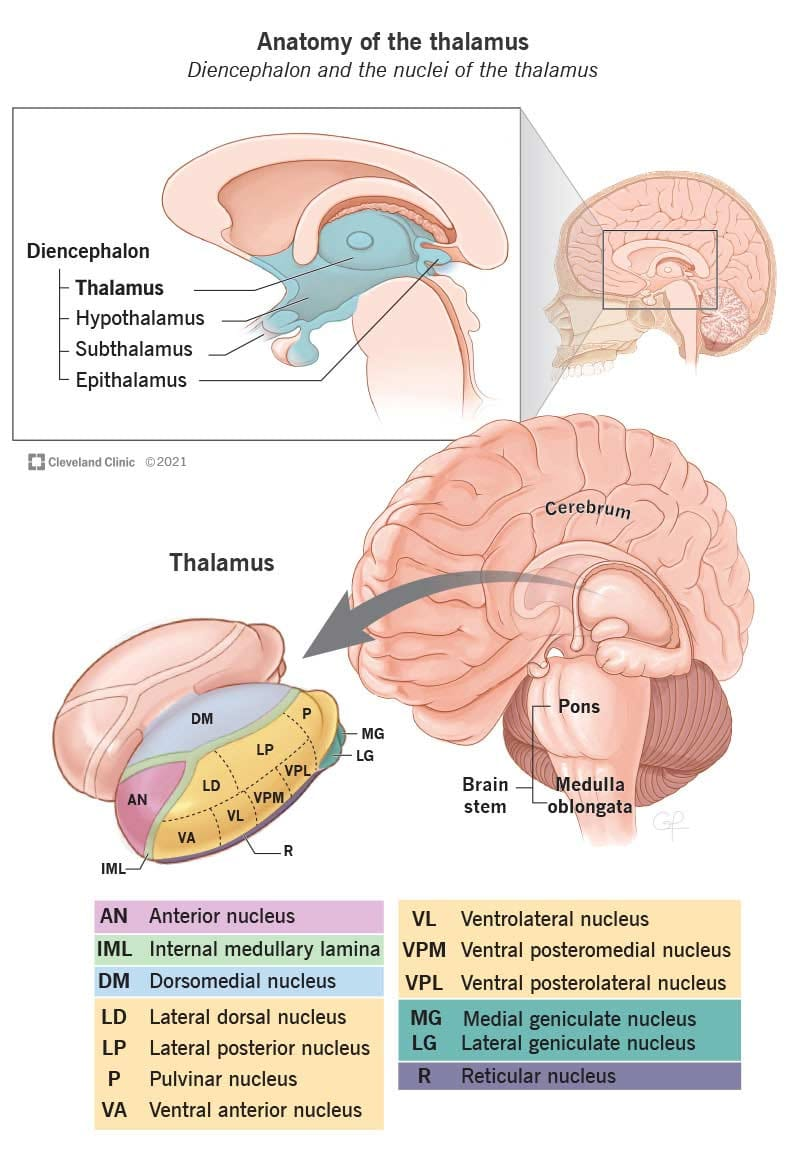 Anatomy of the thalamus
Diencephalon and the nuclei of the thalamus
Diencephalon
Thalamus
Hypothalamus
Subthalamus
Epithalamus
Cleveland Clinic ©2021
Cerebrum
Thalamus
Pons
Brain
stem
Medulla
oblongata
DM
P
MG
LP
LG
VPL
LD
VPM
AN
VL
VA
R
IML
AN Anterior nucleus
IML Internal medullary lamina
DM Dorsomedial nucleus
LD Lateral dorsal nucleus
LP Lateral posterior nucleus
P Pulvinar nucleus
VA Ventral anterior nucleus
VL Ventrolateral nucleus
VPM Ventral posteromedial nucleus
VPL Ventral posterolateral nucleus
MG Medial geniculate nucleus
LG Lateral geniculate nucleus
R Reticular nucleus